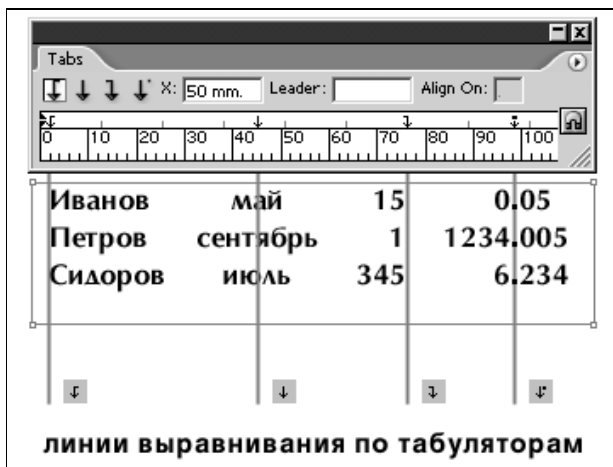 Tabs
X: 50 mm. Leader: Align On: .
0 10 20 30 40 50 60 70 80 90 100
Иванов май 15 0.05
Петров сентябрь 1 1234.005
Сидоров июль 345 6.234
линии выравнивания по табуляторам